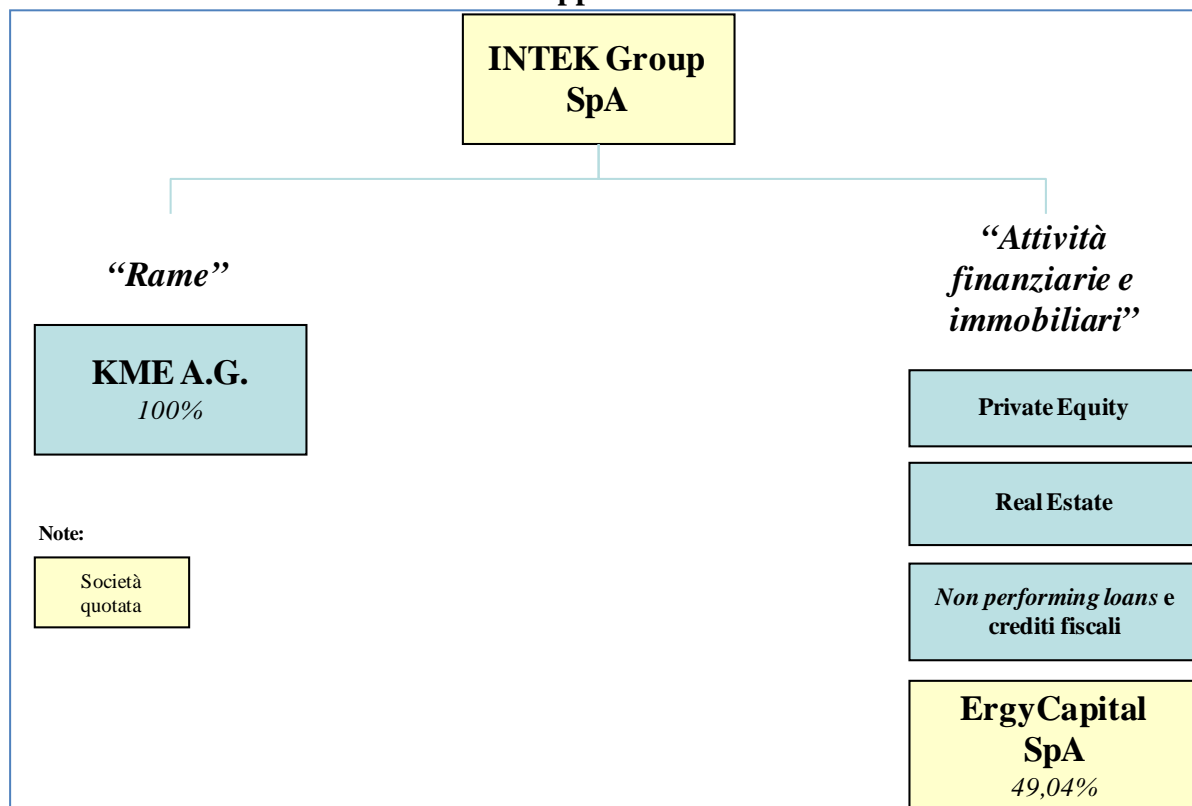 INTEK Group
SpA
“Rame”
KME A.G.
100%
Note:
Società
quotata
“Attività
finanziarie e
immobiliari”
Private Equity
Real Estate
Non performing loans e
crediti fiscali
ErgyCapital
SpA
49,04%